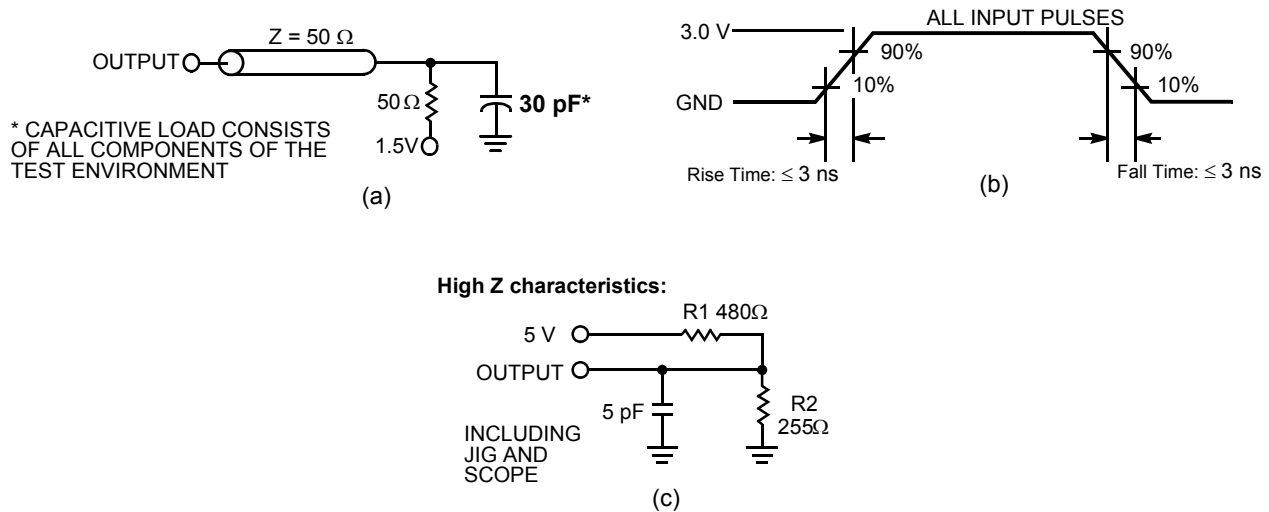 Z = 50 Ω
OUTPUT
50 Ω
30 pF*
1.5V
* CAPACITIVE LOAD CONSISTS
OF ALL COMPONENTS OF THE
TEST ENVIRONMENT
(a)
ALL INPUT PULSES
3.0 V
90%
10%
GND
90%
10%
Rise Time: ≤ 3 ns
Fall Time: ≤ 3 ns
(b)
High Z characteristics:
R1 480Ω
5 V
OUTPUT
5 pF
R2
255Ω
INCLUDING
JIG AND
SCOPE
(c)